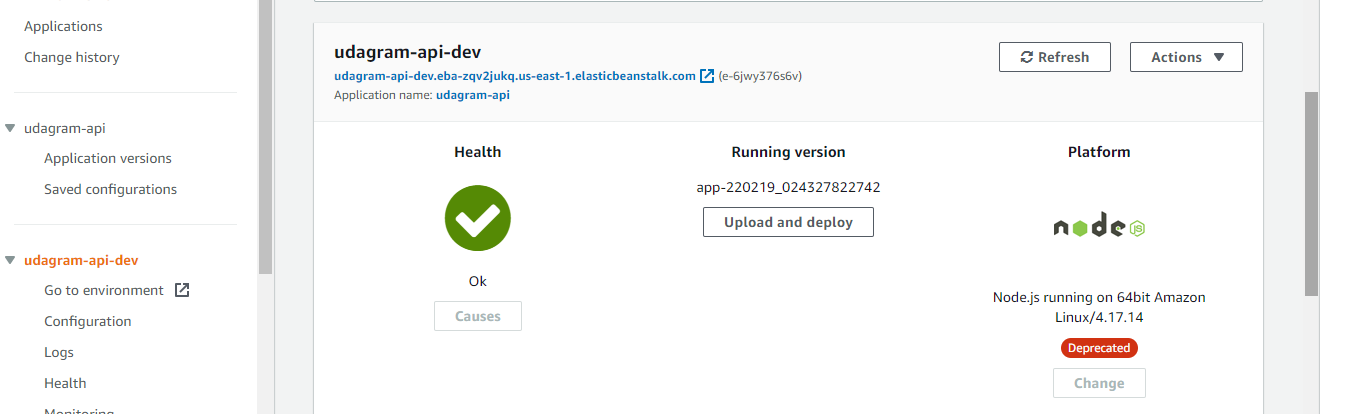 Applications
Change history
udagram-api
Application versions
Saved configurations
udagram-api-dev
Go to environment
Configuration
Logs
Health
Monitoring
udagram-api-dev
udagram-api-dev.eba-zqv2jukq.us-east-1.elasticbeanstalk.com (e-6jwy376s6v)
Application name: udagram-api
Refresh
Actions
Health
Ok
Causes
Running version
app-220219_024327822742
Upload and deploy
Platform
node JS
Node.js running on 64bit Amazon
Linux/4.17.14
Deprecated
Change